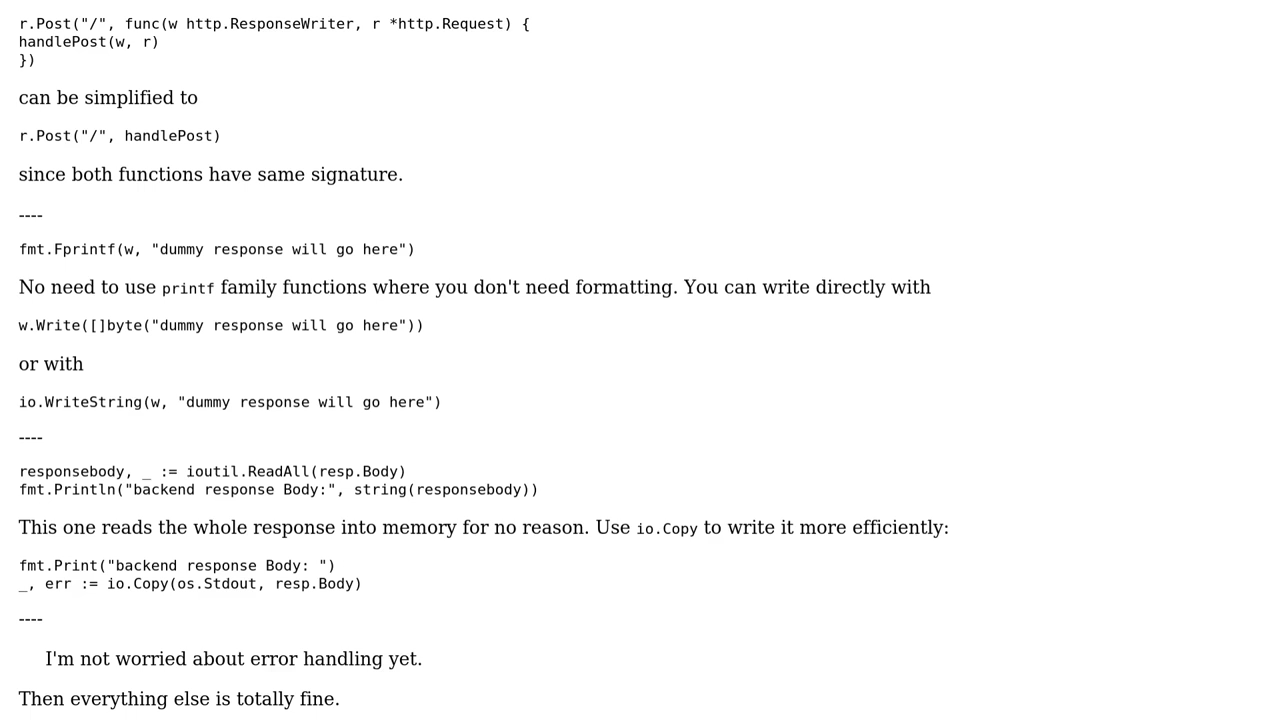 r.Post("/", func(w http.ResponseWriter, r *http.Request) {
handlePost(w, r)
})
can be simplified to
r.Post("/", handlePost)
since both functions have same signature.
----
fmt.Fprintf(w, "dummy response will go here")
No need to use printf family functions where you don't need formatting. You can write directly with
w.Write([]byte("dummy response will go here"))
or with
io.WriteString(w, "dummy response will go here")
----
responsebody, _ := ioutil.ReadAll(resp.Body)
fmt.Println("backend response Body:", string(responsebody))
This one reads the whole response into memory for no reason. Use io.Copy to write it more efficiently:
fmt.Print("backend response Body: ")
_, err := io.Copy(os.Stdout, resp.Body)
----
I'm not worried about error handling yet.
Then everything else is totally fine.